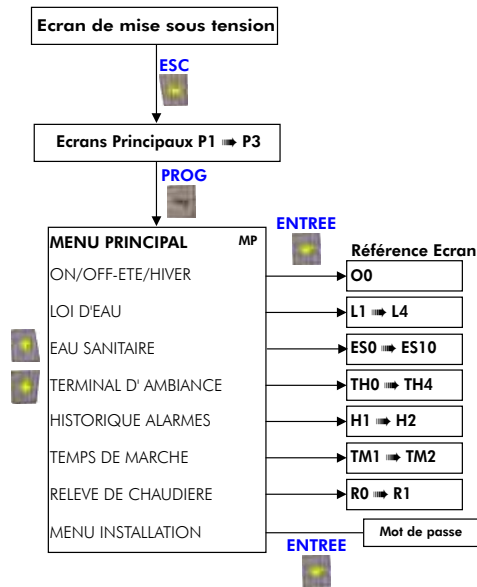 Ecran de mise sous tension
ESC
Ecrans Principaux P1 ➠ P3
PROG
ENTREE
MENU PRINCIPAL MP
Référence Ecran
ON/OFF-ETE/HIVER
O0
LOI D'EAU
L1 ➠ L4
EAU SANITAIRE
ES0 ➠ ES10
TERMINAL D' AMBIANCE
TH0 ➠ TH4
HISTORIQUE ALARMES
H1 ➠ H2
TEMPS DE MARCHE
TM1 ➠ TM2
RELEVE DE CHAUDIERE
R0 ➠ R1
MENU INSTALLATION
Mot de passe
ENTREE